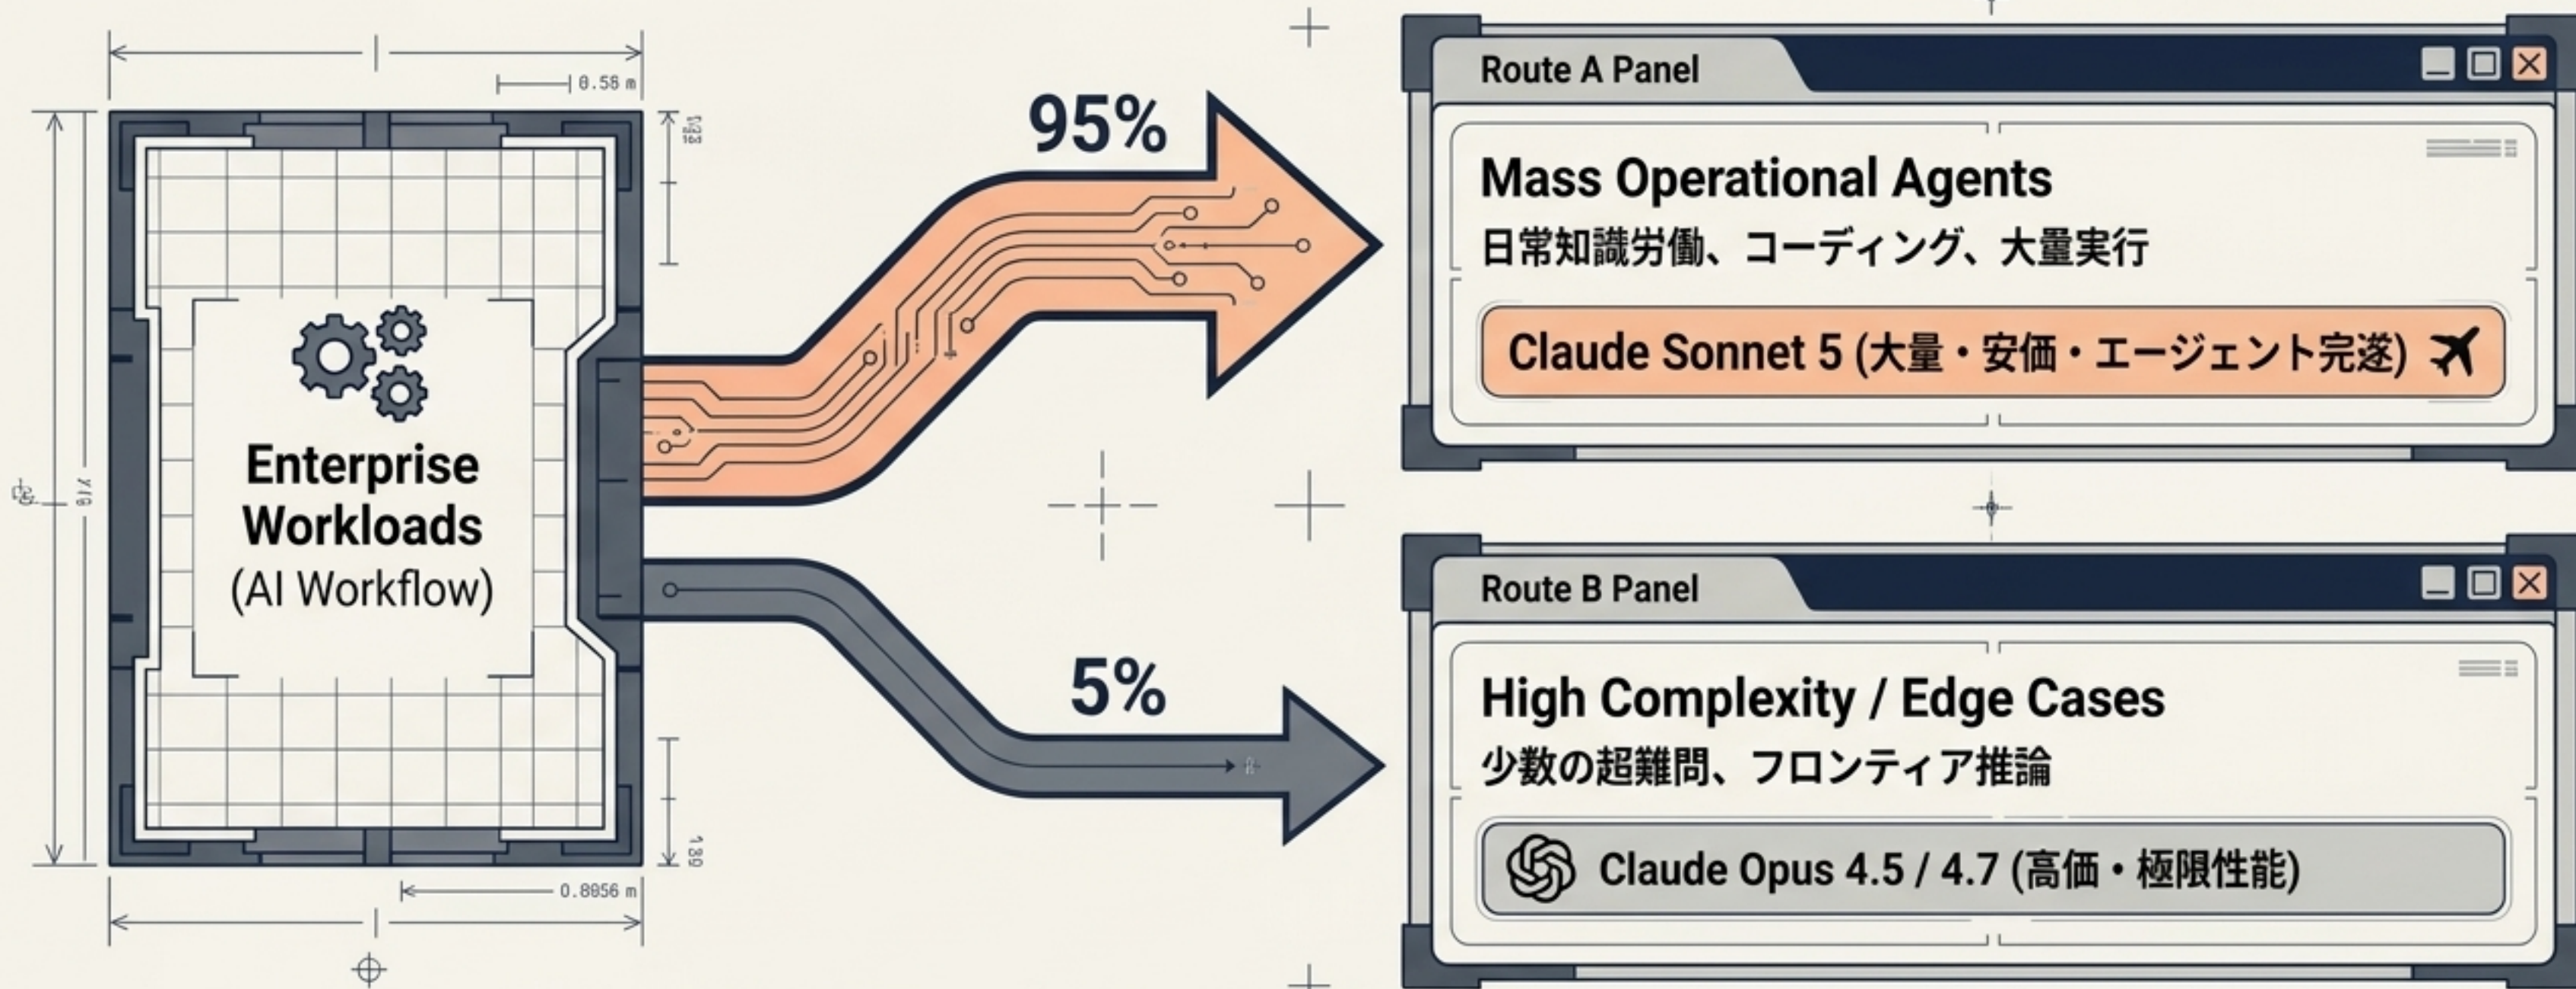 0.58 m
Enterprise
Workloads
(AI Workflow)
0.8056 m
95%
5%
Route A Panel
Mass Operational Agents
日常知識労働、コーディング、大量実行
Claude Sonnet 5 (大量・安価・エージェント完遂)
Route B Panel
High Complexity / Edge Cases
少数の超難問、フロンティア推論
Claude Opus 4.5 / 4.7 (高価・極限性能)